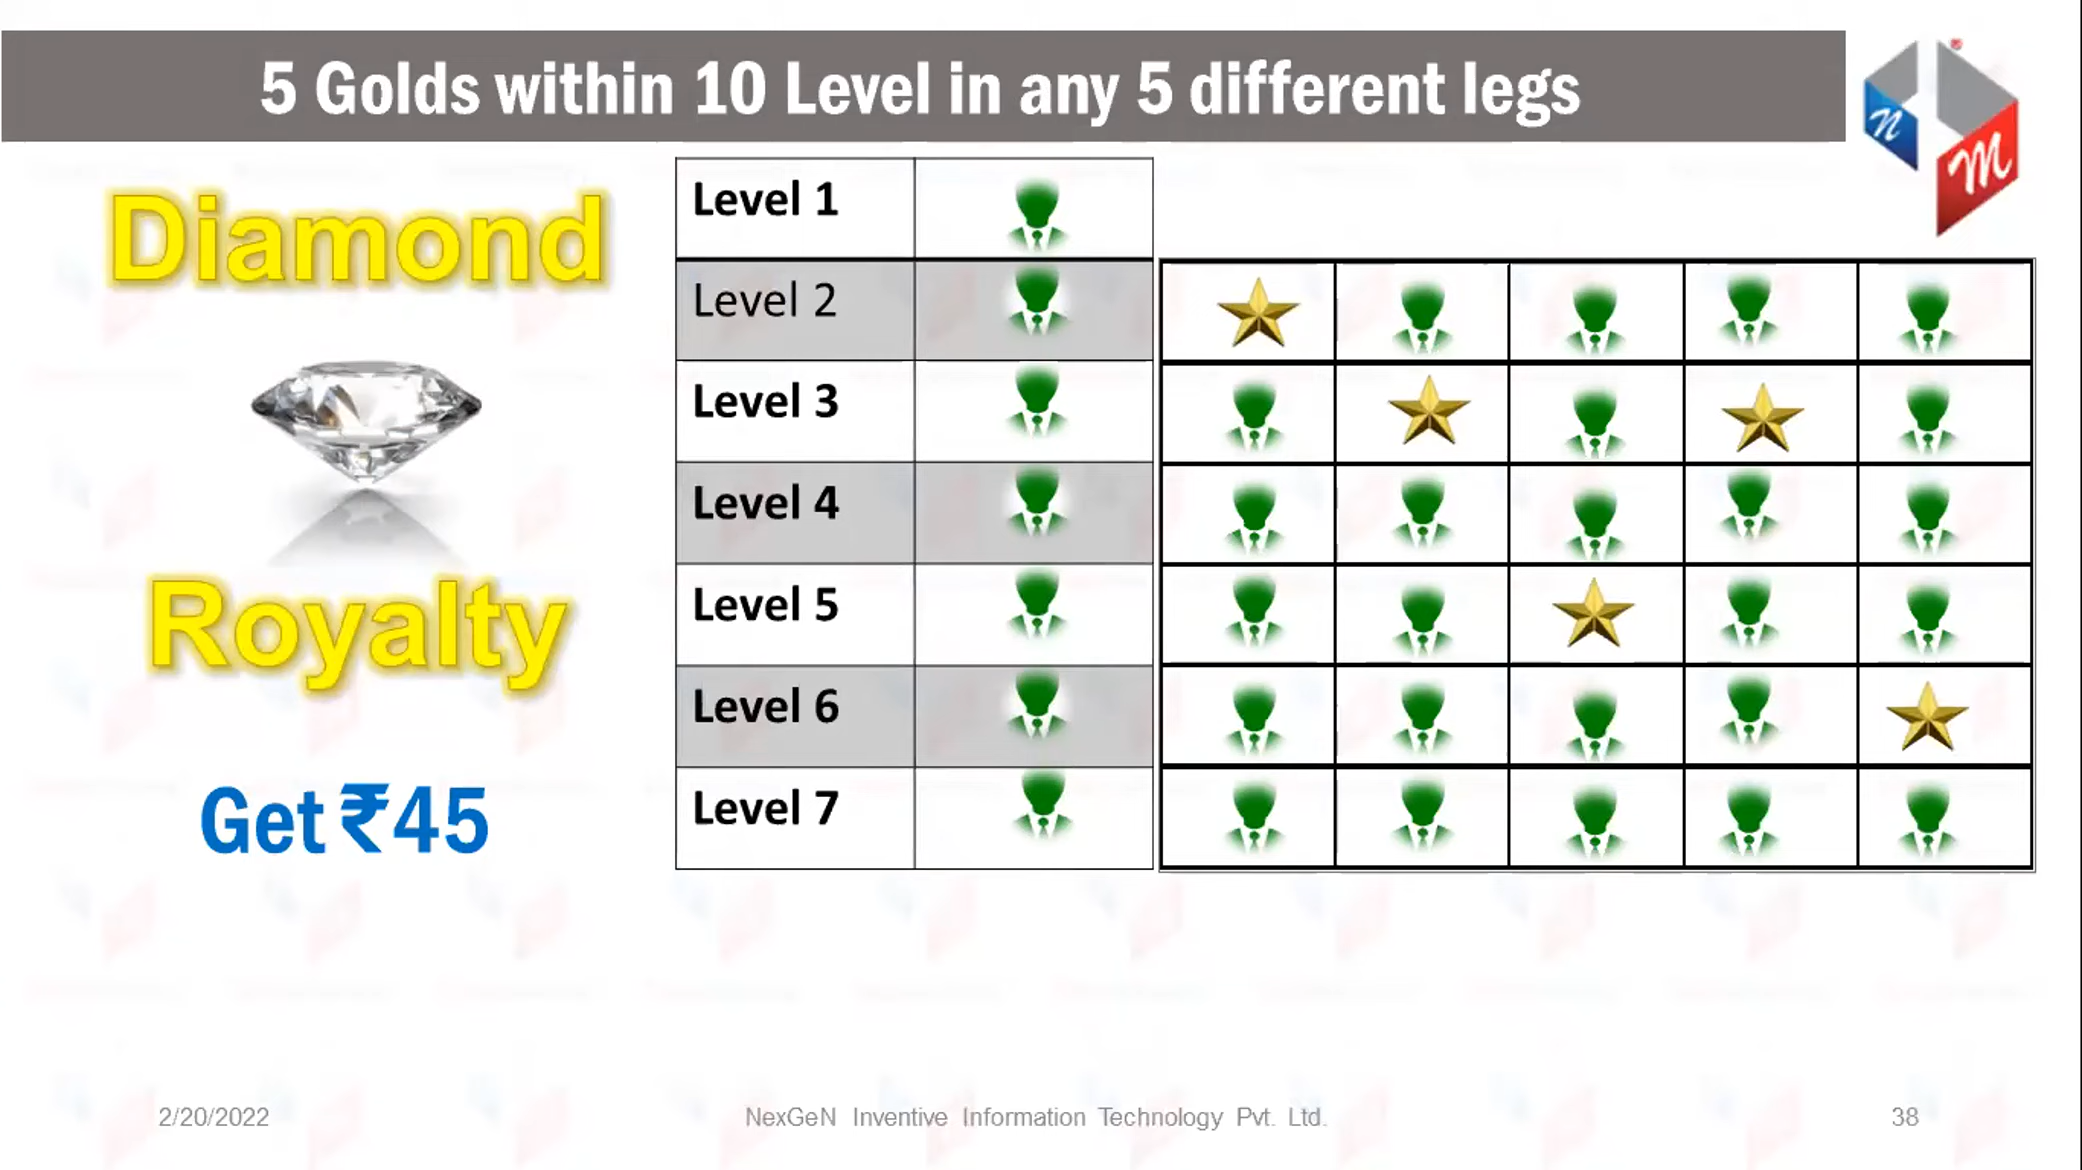 5 Golds within 10 Level in any 5 different legs
n
M
Diamond
Royalty
Get ₹45
Level 1
Level 2
Level 3
Level 4
Level 5
Level 6
Level 7
2/20/2022
NexGeN Inventive Information Technology Pvt. Ltd.
38